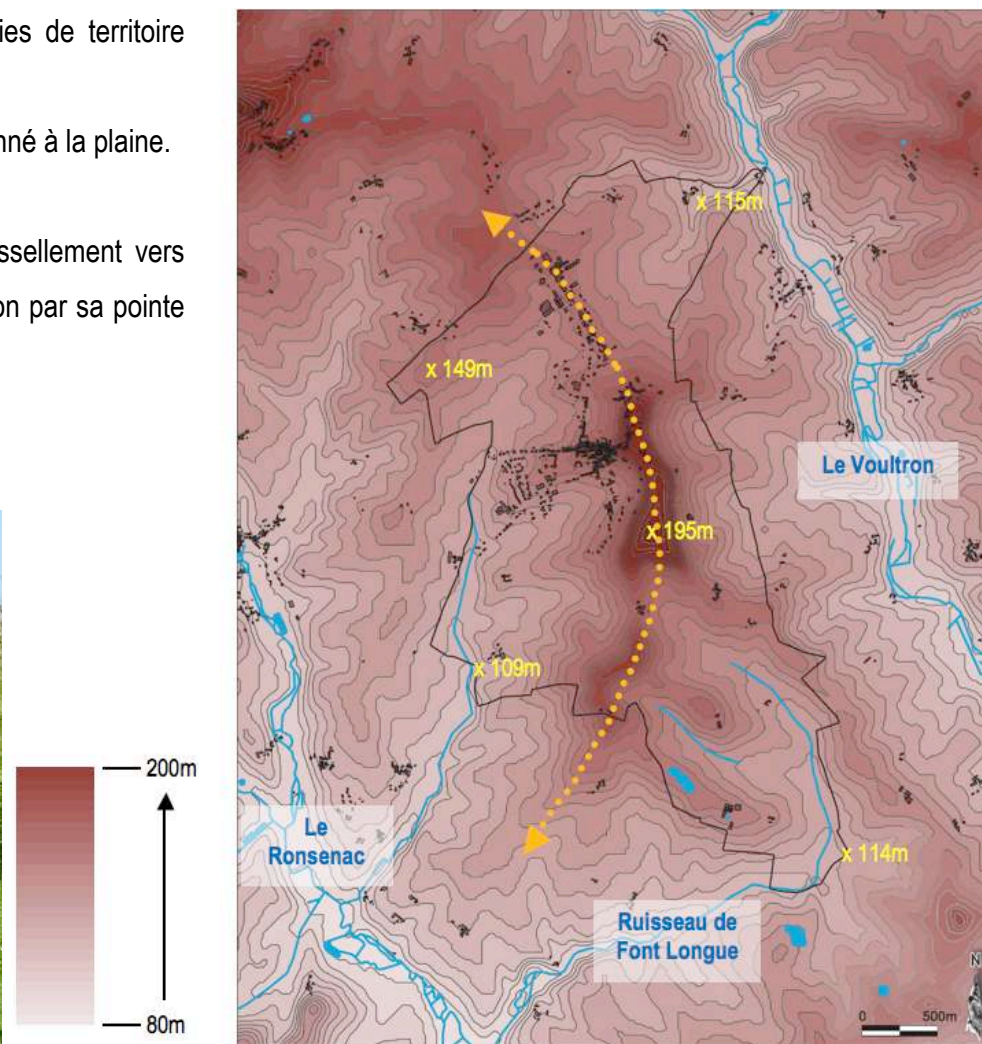 ies de territoire
nné à la plaine.
ssellement vers
on par sa pointe
x 115m
x 149m
Le Voultron
x 195m
x 109m
200m
80m
Le
Ronsenac
x 114m
Ruisseau de
Font Longue
N
0 500m